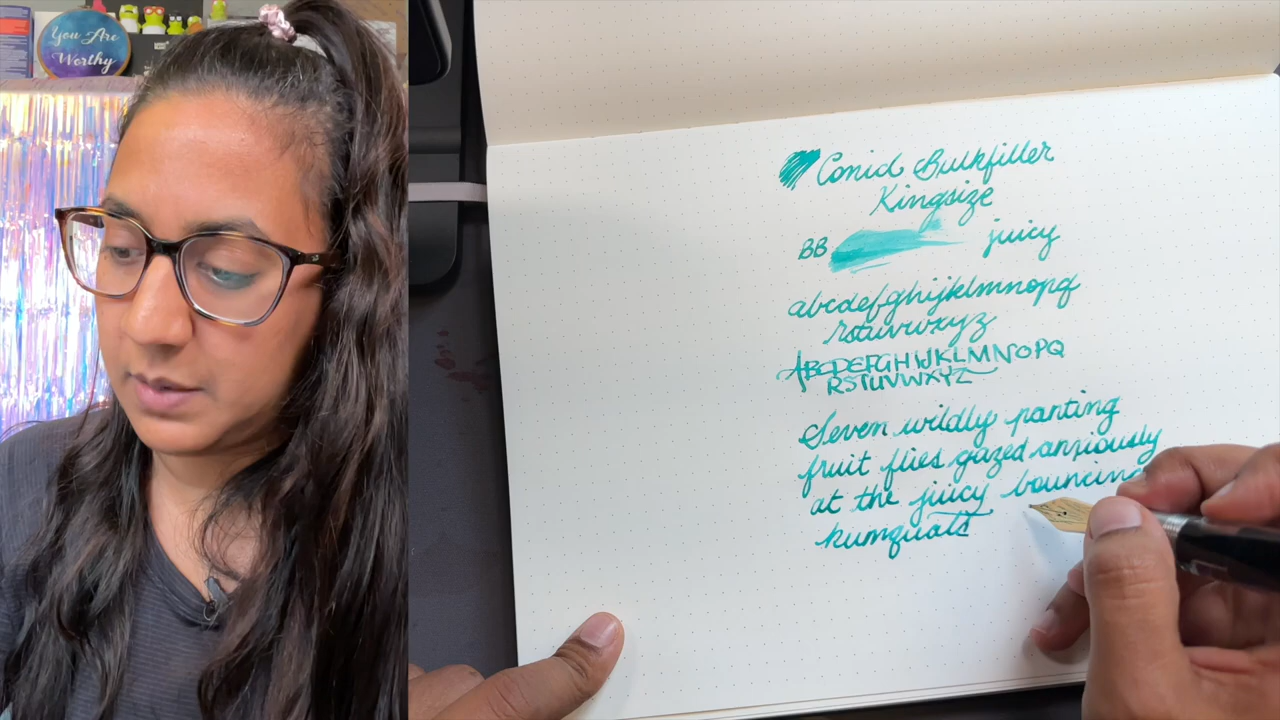 You Are
Worthy
Conid Bulkfiller
Kingsize
BB juicy
abcdefghijklmnopq
rstuvwxyz
ABCDEFGHIJKLMNOPQ
RSTUVWXYZ
Seven wildly panting
fruit flies gazed anxiously
at the juicy bouncing
kumquats